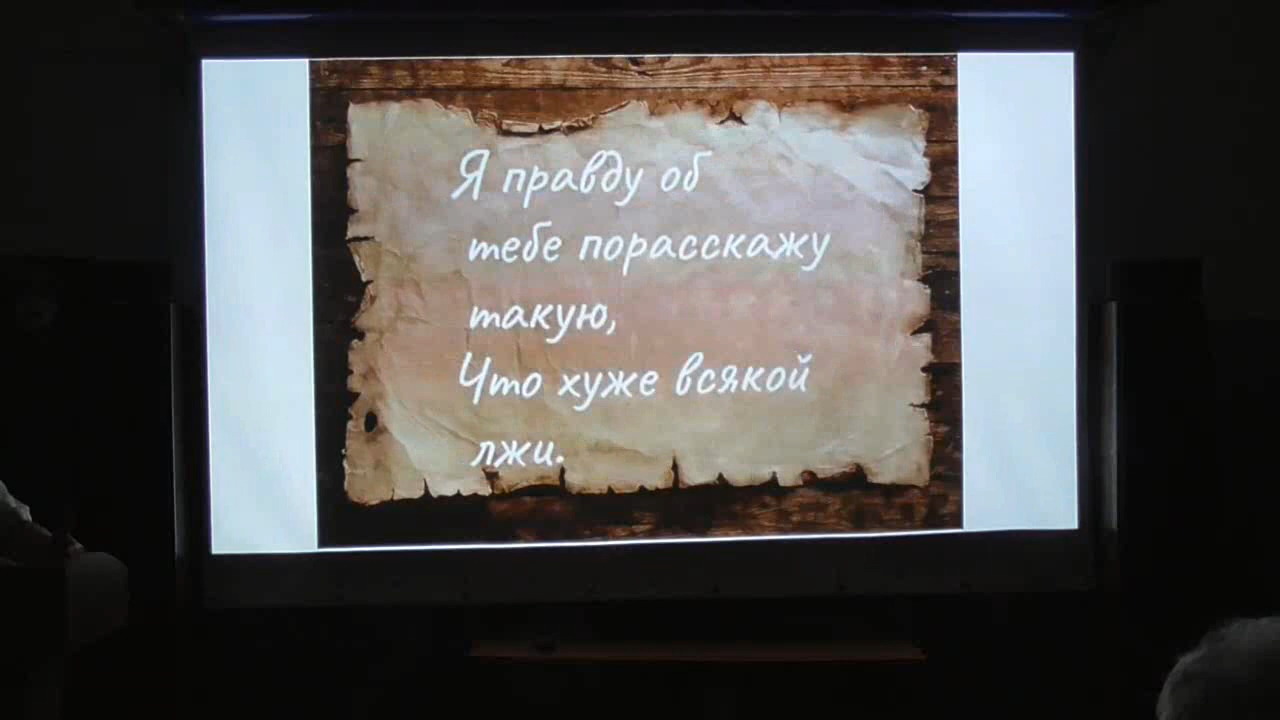 Я правду об
тебе порасскажу
такую,
Что хуже всякой
лжи.